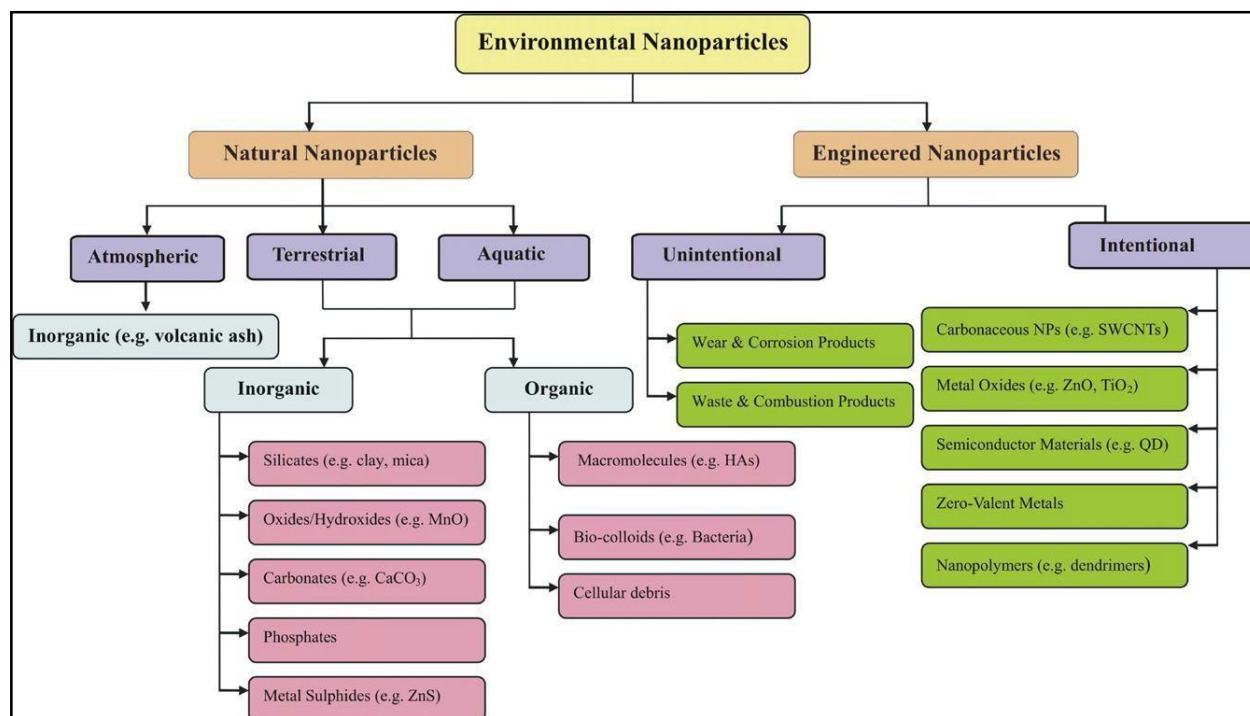 Environmental Nanoparticles
Natural Nanoparticles
Engineered Nanoparticles
Atmospheric
Terrestrial
Aquatic
Unintentional
Intentional
Inorganic (e.g. volcanic ash)
Inorganic
Organic
Silicates (e.g. clay, mica)
Oxides/Hydroxides (e.g. MnO)
Carbonates (e.g. CaCO₃)
Phosphates
Metal Sulphides (e.g. ZnS)
Macromolecules (e.g. HAs)
Bio-colloids (e.g. Bacteria)
Cellular debris
Wear & Corrosion Products
Waste & Combustion Products
Carbonaceous NPs (e.g. SWCNTs)
Metal Oxides (e.g. ZnO, TiO₂)
Semiconductor Materials (e.g. QD)
Zero-Valent Metals
Nanopolymers (e.g. dendrimers)